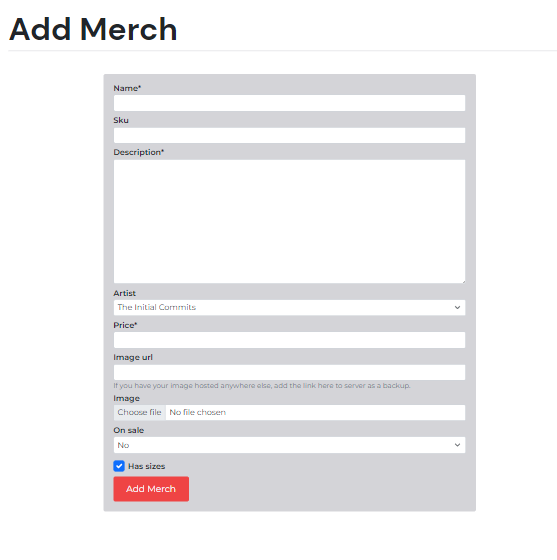 Add Merch
Name*
Sku
Description*
Artist
The Initial Commits
Price*
Image url
If you have your image hosted anywhere else, add the link here to server as a backup.
Image
Choose file No file chosen
On sale
No
Has sizes
Add Merch